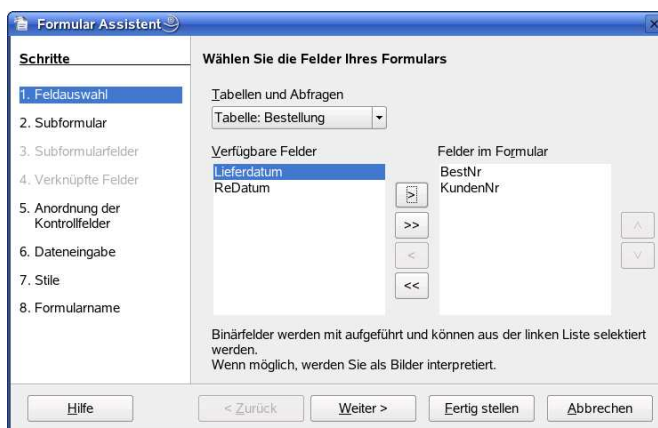 Formular Assistent
Schritte
1. Feldauswahl
2. Subformular
3. Subformularfelder
4. Verknüpfte Felder
5. Anordnung der
Kontrollfelder
6. Dateneingabe
7. Stile
8. Formularname
Wählen Sie die Felder Ihres Formulars
Tabellen und Abfragen
Tabelle: Bestellung
Verfügbare Felder
Lieferdatum
ReDatum
>
>>
<
<<
Felder im Formular
BestNr
KundenNr
Binärfelder werden mit aufgeführt und können aus der linken Liste selektiert
werden.
Wenn möglich, werden Sie als Bilder interpretiert.
Hilfe
< Zurück
Weiter >
Fertig stellen
Abbrechen